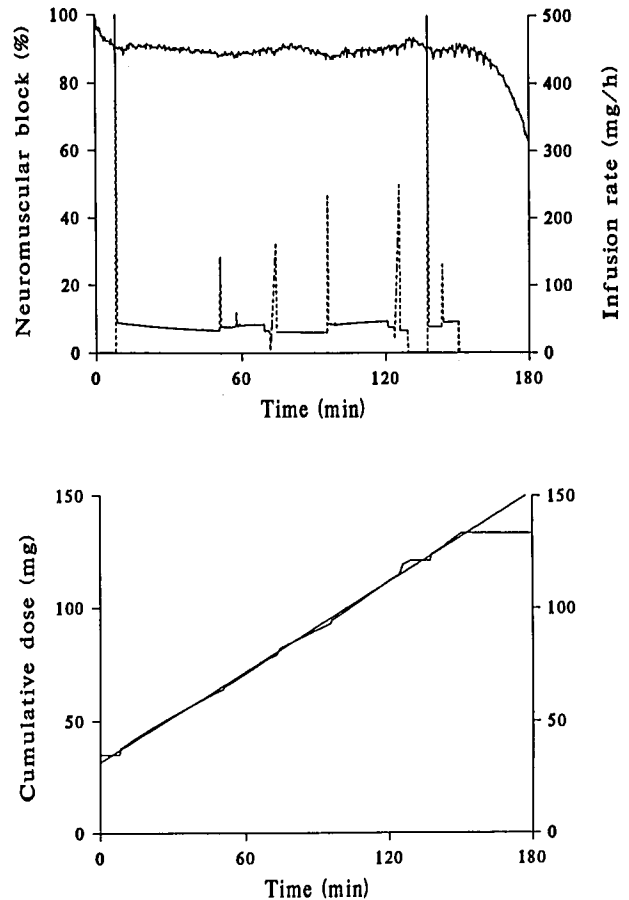 Neuromuscular block (%)
100
80
60
40
20
0
500
400
300
200
100
0
Infusion rate (mg/h)
0 60 120 180
Time (min)
Cumulative dose (mg)
150
100
50
0
150
100
50
0
0 60 120 180
Time (min)